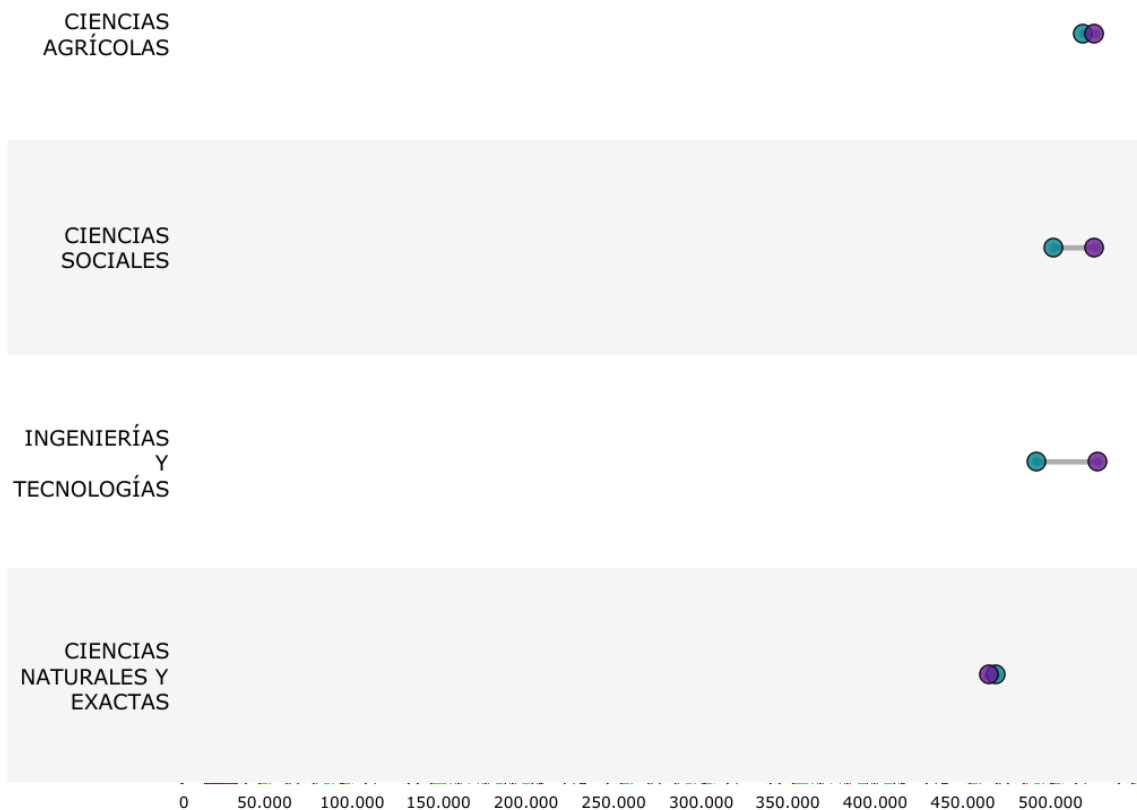 CIENCIAS
AGRÍCOLAS
CIENCIAS
SOCIALES
INGENIERÍAS
Y
TECNOLOGÍAS
CIENCIAS
NATURALES Y
EXACTAS
0 50.000 100.000 150.000 200.000 250.000 300.000 350.000 400.000 450.000 500.000